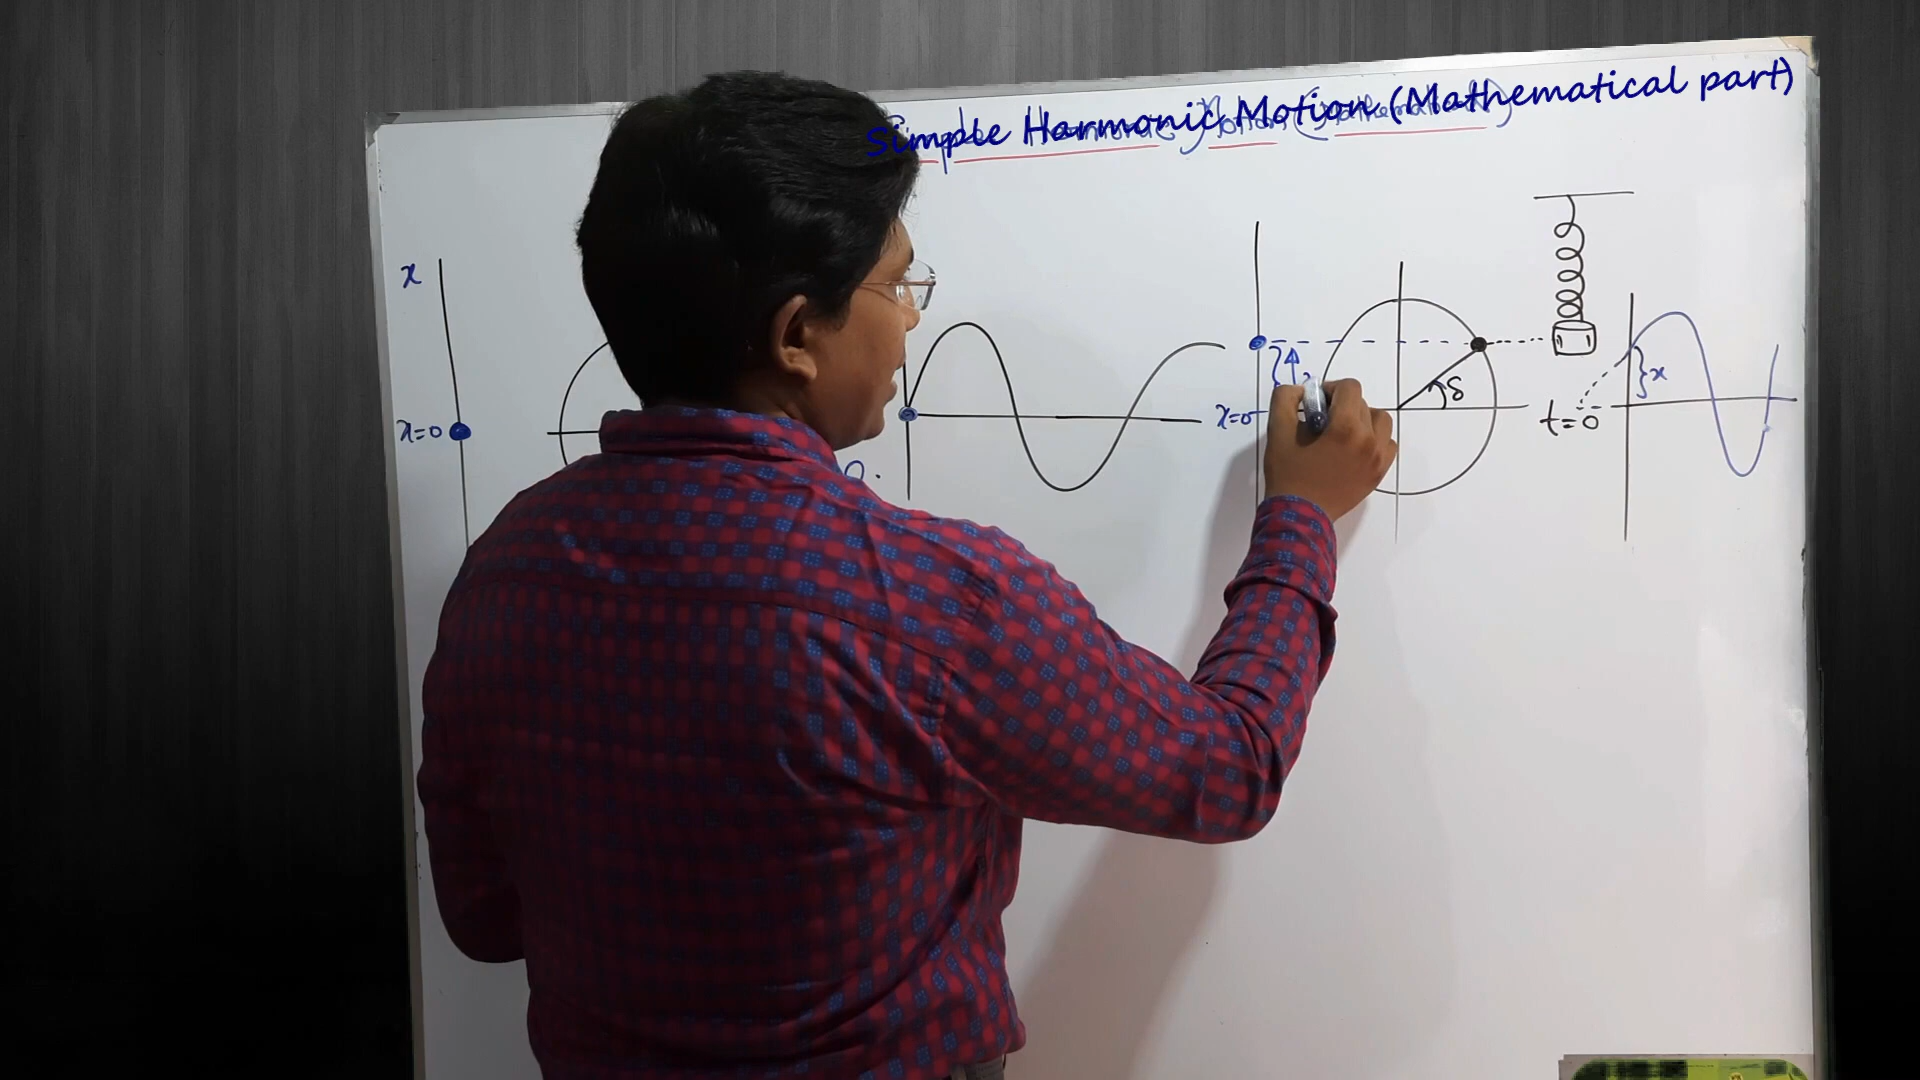 Simple Harmonic Motion (Mathematical part)
x
x=0
x=0
δ
x
t=0